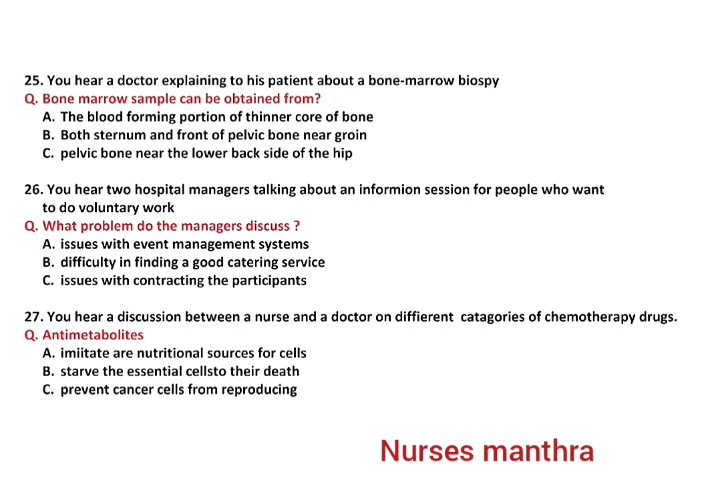 25. You hear a doctor explaining to his patient about a bone-marrow biospy
Q. Bone marrow sample can be obtained from?
A. The blood forming portion of thinner core of bone
B. Both sternum and front of pelvic bone near groin
C. pelvic bone near the lower back side of the hip
26. You hear two hospital managers talking about an informion session for people who want
to do voluntary work
Q. What problem do the managers discuss ?
A. issues with event management systems
B. difficulty in finding a good catering service
C. issues with contracting the participants
27. You hear a discussion between a nurse and a doctor on diffierent catagories of chemotherapy drugs.
Q. Antimetabolites
A. imiitate are nutritional sources for cells
B. starve the essential cellsto their death
C. prevent cancer cells from reproducing
Nurses manthra